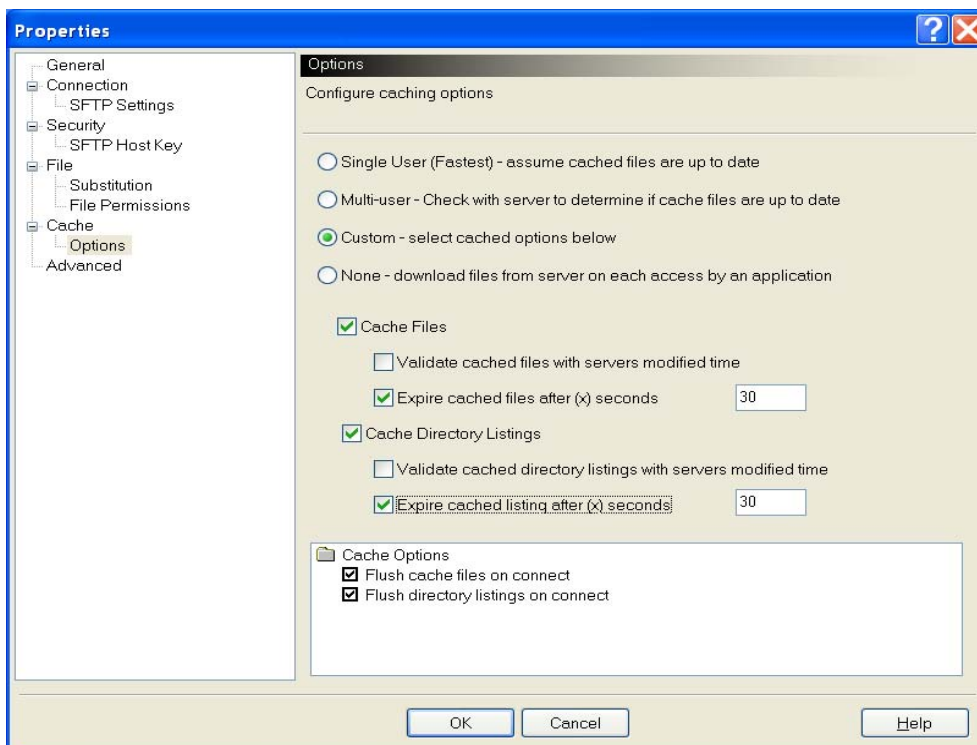 Properties
General
Connection
SFTP Settings
Security
SFTP Host Key
File
Substitution
File Permissions
Cache
Options
Advanced
Options
Configure caching options
Single User (Fastest) - assume cached files are up to date
Multi-user - Check with server to determine if cache files are up to date
Custom - select cached options below
None - download files from server on each access by an application
Cache Files
Validate cached files with servers modified time
Expire cached files after (x) seconds 30
Cache Directory Listings
Validate cached directory listings with servers modified time
Expire cached listing after (x) seconds 30
Cache Options
Flush cache files on connect
Flush directory listings on connect
OK Cancel Help